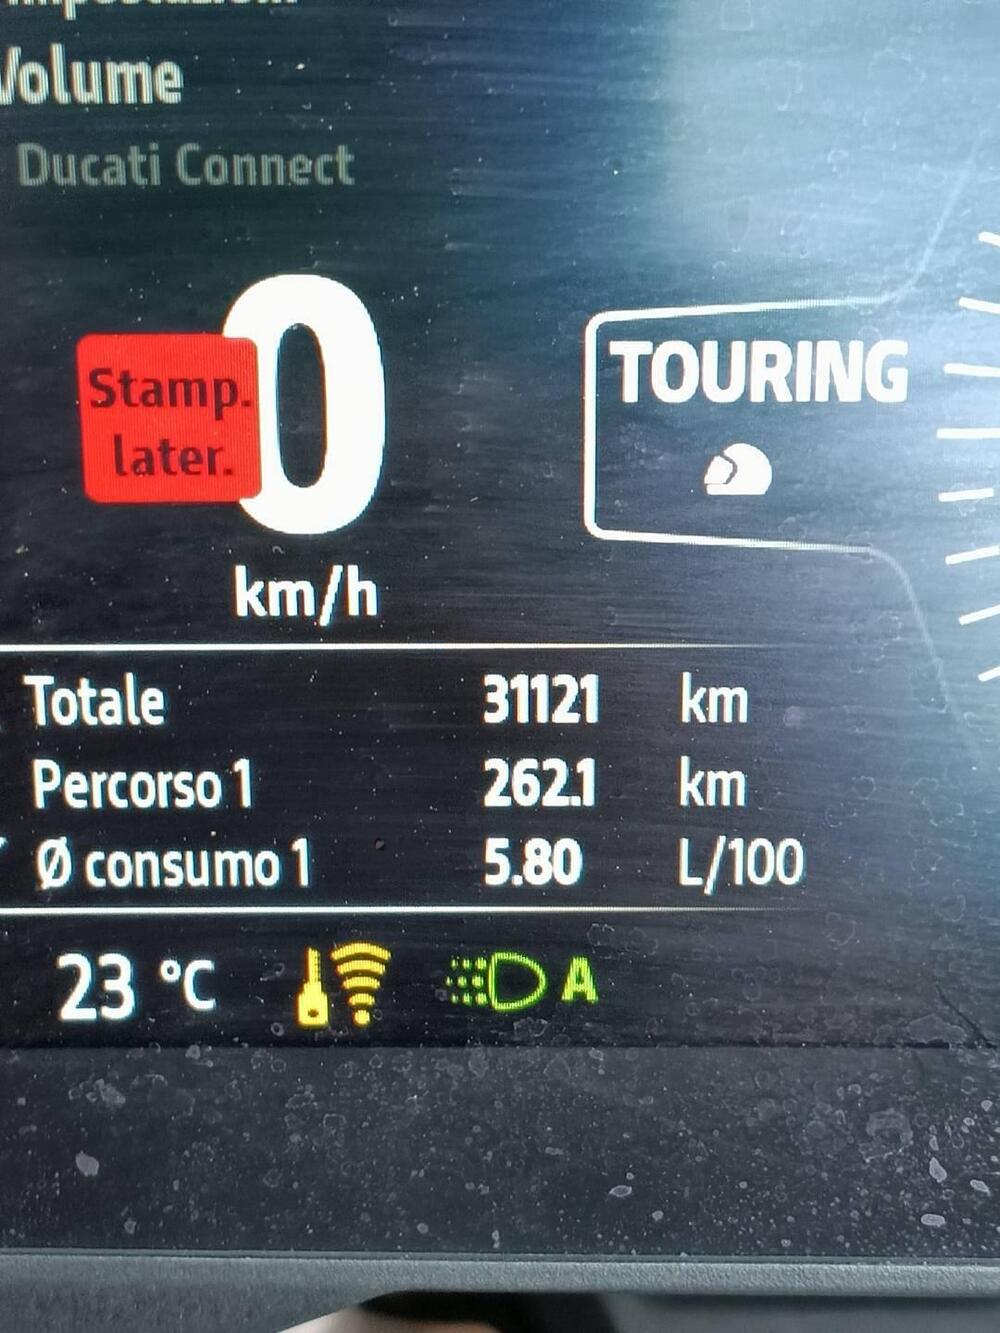 Volume
Ducati Connect
0
Stamp.
later.
km/h
TOURING
Totale 31121 km
Percorso 1 262.1 km
Ø consumo 1 5.80 L/100
23 °C A